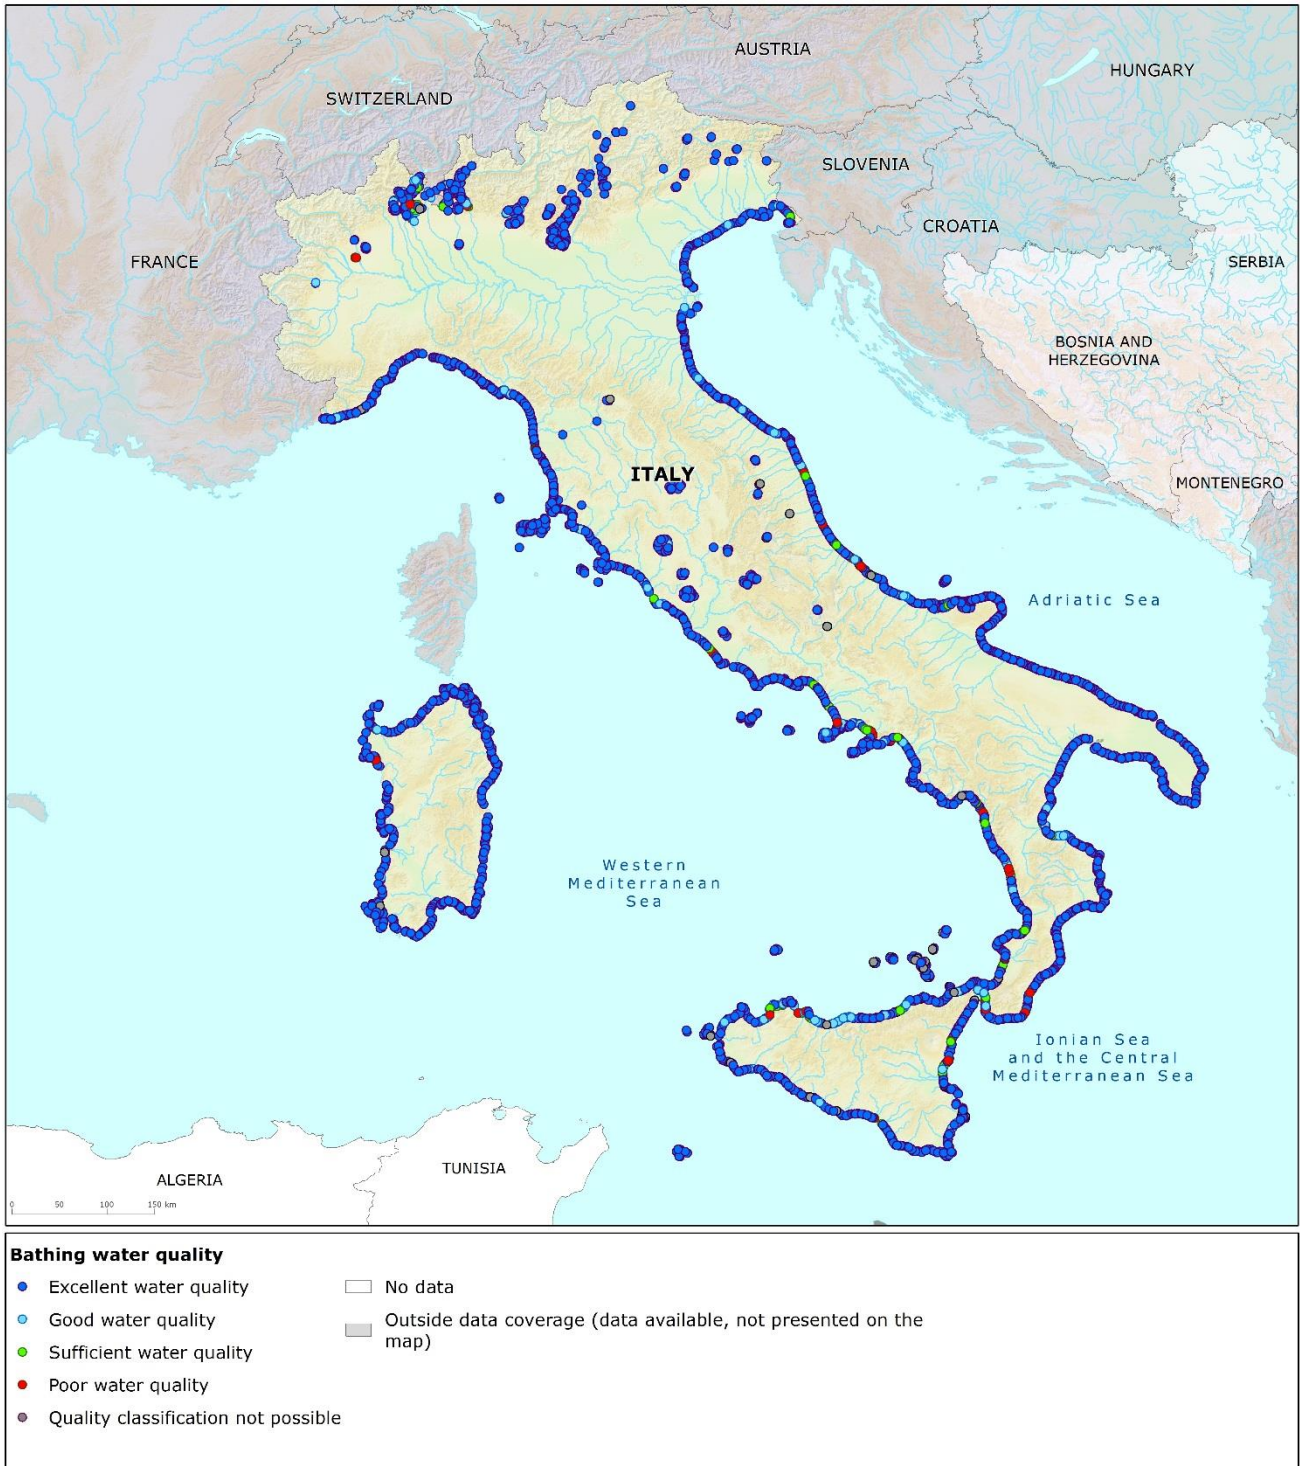 AUSTRIA
HUNGARY
SWITZERLAND
SLOVENIA
CROATIA
FRANCE
SERBIA
BOSNIA AND
HERZEGOVINA
ITALY
MONTENEGRO
Adriatic Sea
Western
Mediterranean
Sea
Ionian Sea
and the Central
Mediterranean Sea
TUNISIA
ALGERIA
0 50 100 150 km
Bathing water quality
Excellent water quality
Good water quality
Sufficient water quality
Poor water quality
Quality classification not possible
No data
Outside data coverage (data available, not presented on the
map)